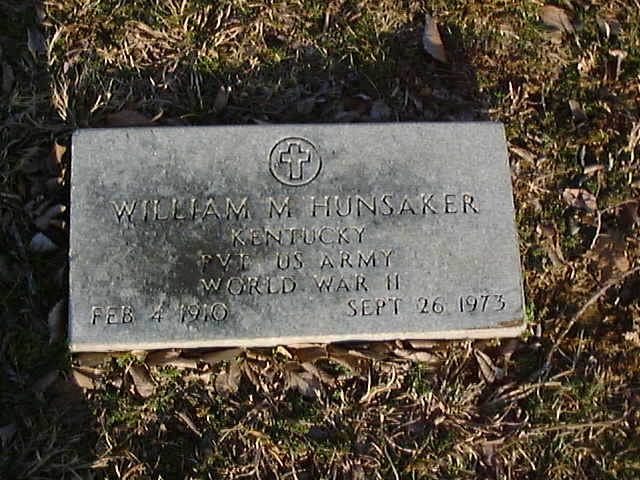 WILLIAM M HUNSAKER
KENTUCKY
PVT US ARMY
WORLD WAR II
FEB 4 1910 SEPT 26 1973